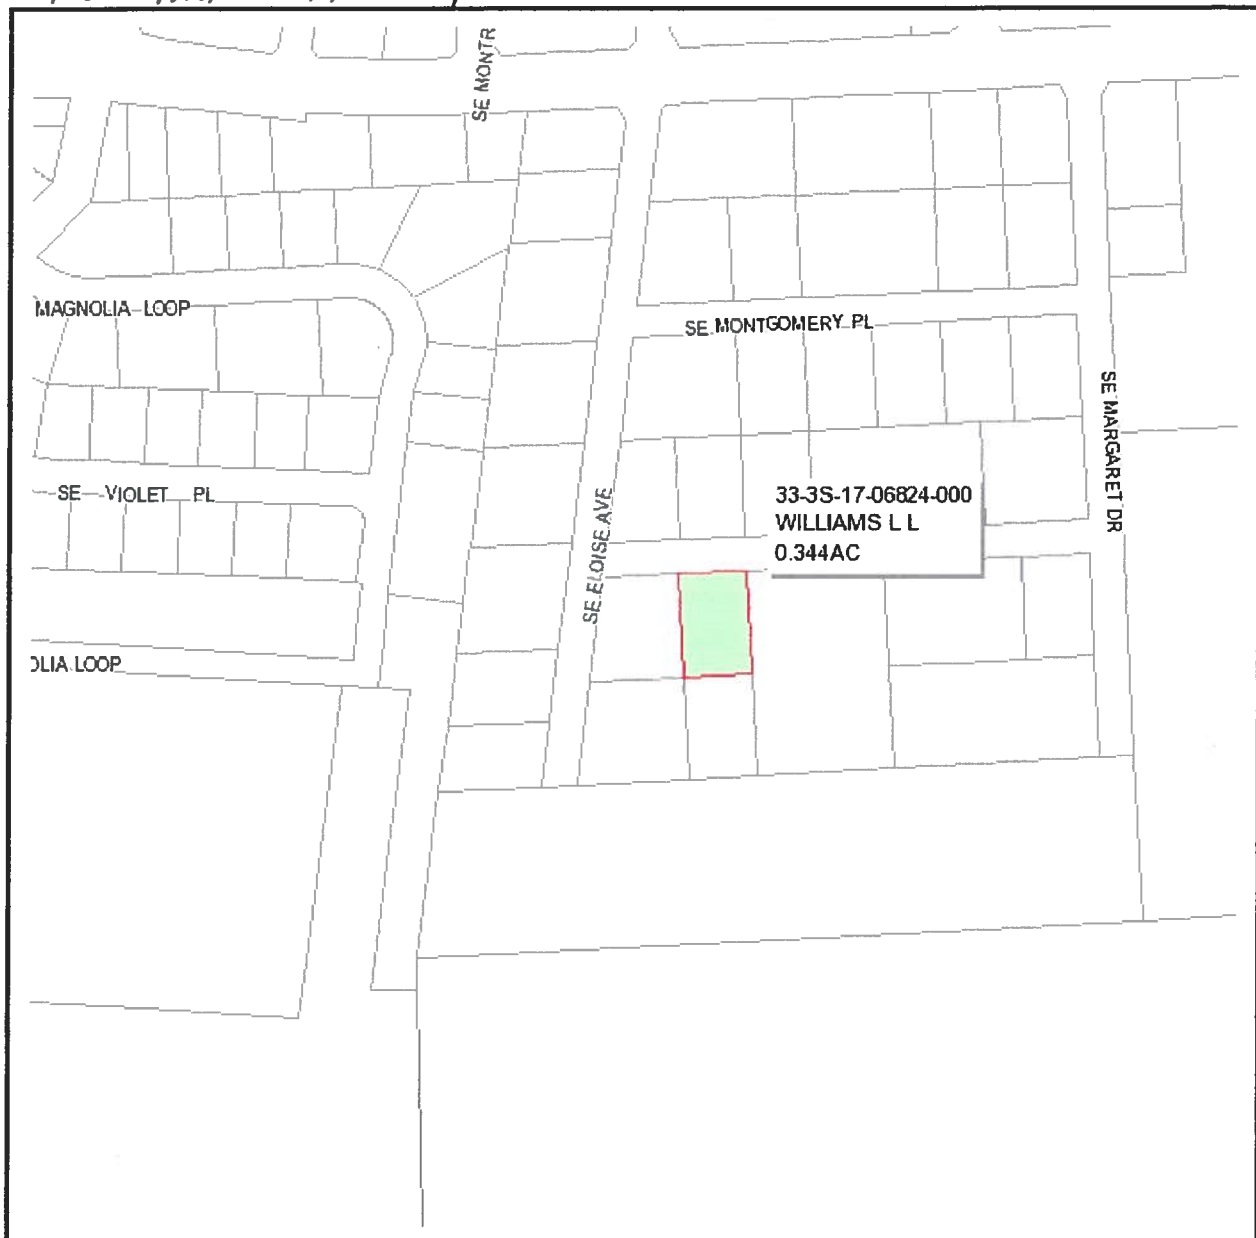 SE MONTR
MAGNOLIA LOOP
SE MONTGOMERY PL
SE MARGARET DR
33-3S-17-06824-000
WILLIAMS L L
0.344AC
SE VIOLET PL
SE ELOISE AVE
OLIA LOOP